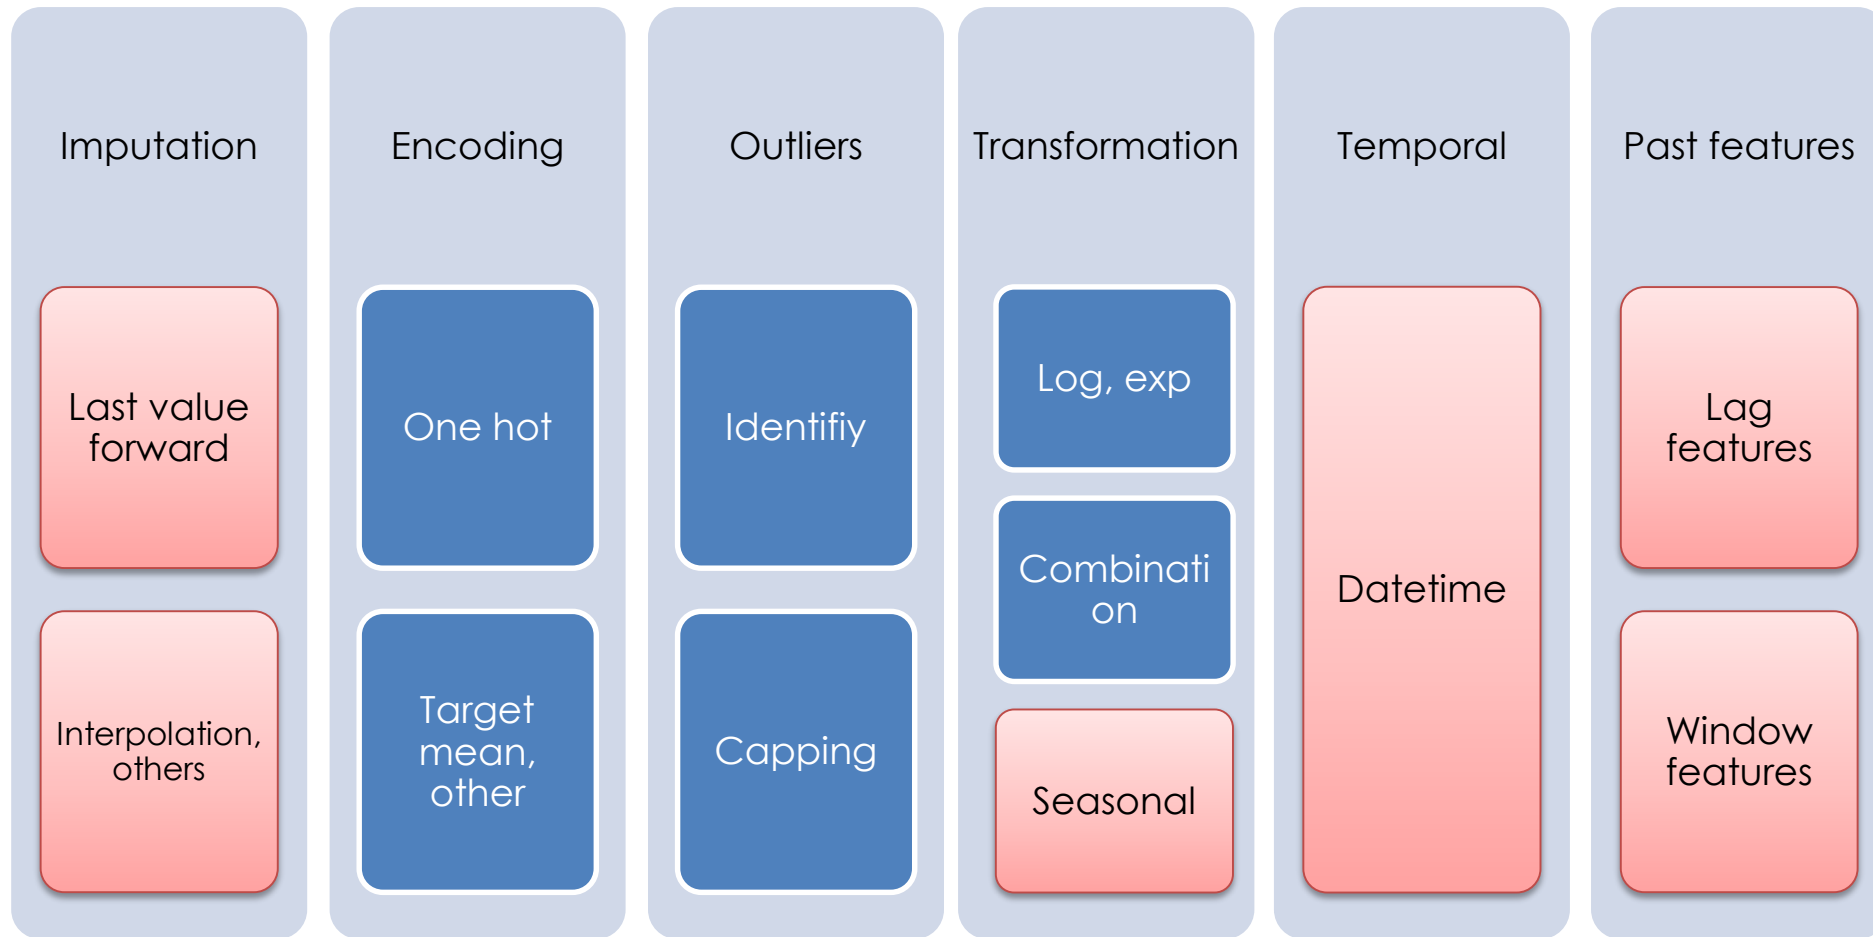 Imputation
Last value
forward
Interpolation,
others
Encoding
One hot
Target
mean,
other
Outliers
Identifiy
Capping
Transformation
Log, exp
Combinati
on
Seasonal
Temporal
Datetime
Past features
Lag
features
Window
features